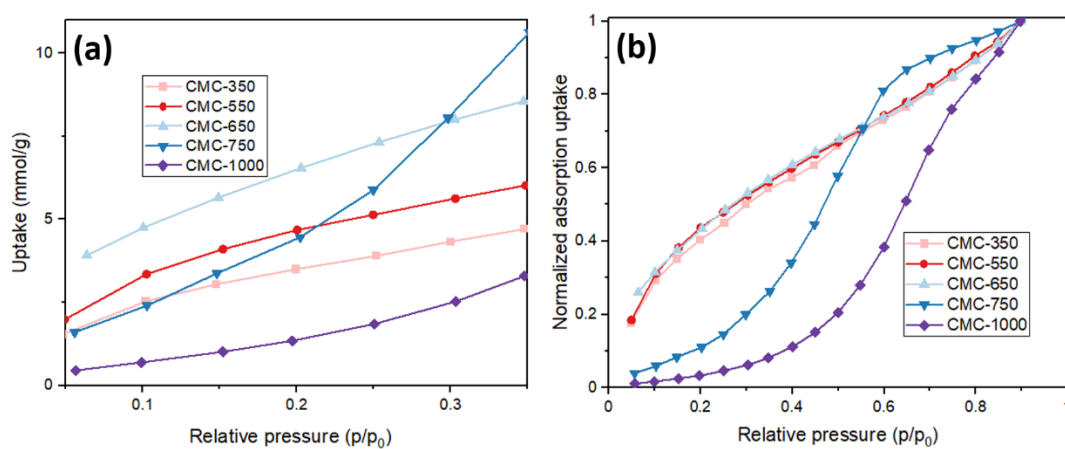 (a)
Uptake (mmol/g)
10
5
0
CMC-350
CMC-550
CMC-650
CMC-750
CMC-1000
0.1
0.2
0.3
Relative pressure (p/p₀)
(b)
Normalized adsorption uptake
1
0.8
0.6
0.4
0.2
0
CMC-350
CMC-550
CMC-650
CMC-750
CMC-1000
0
0.2
0.4
0.6
0.8
1
Relative pressure (p/p₀)